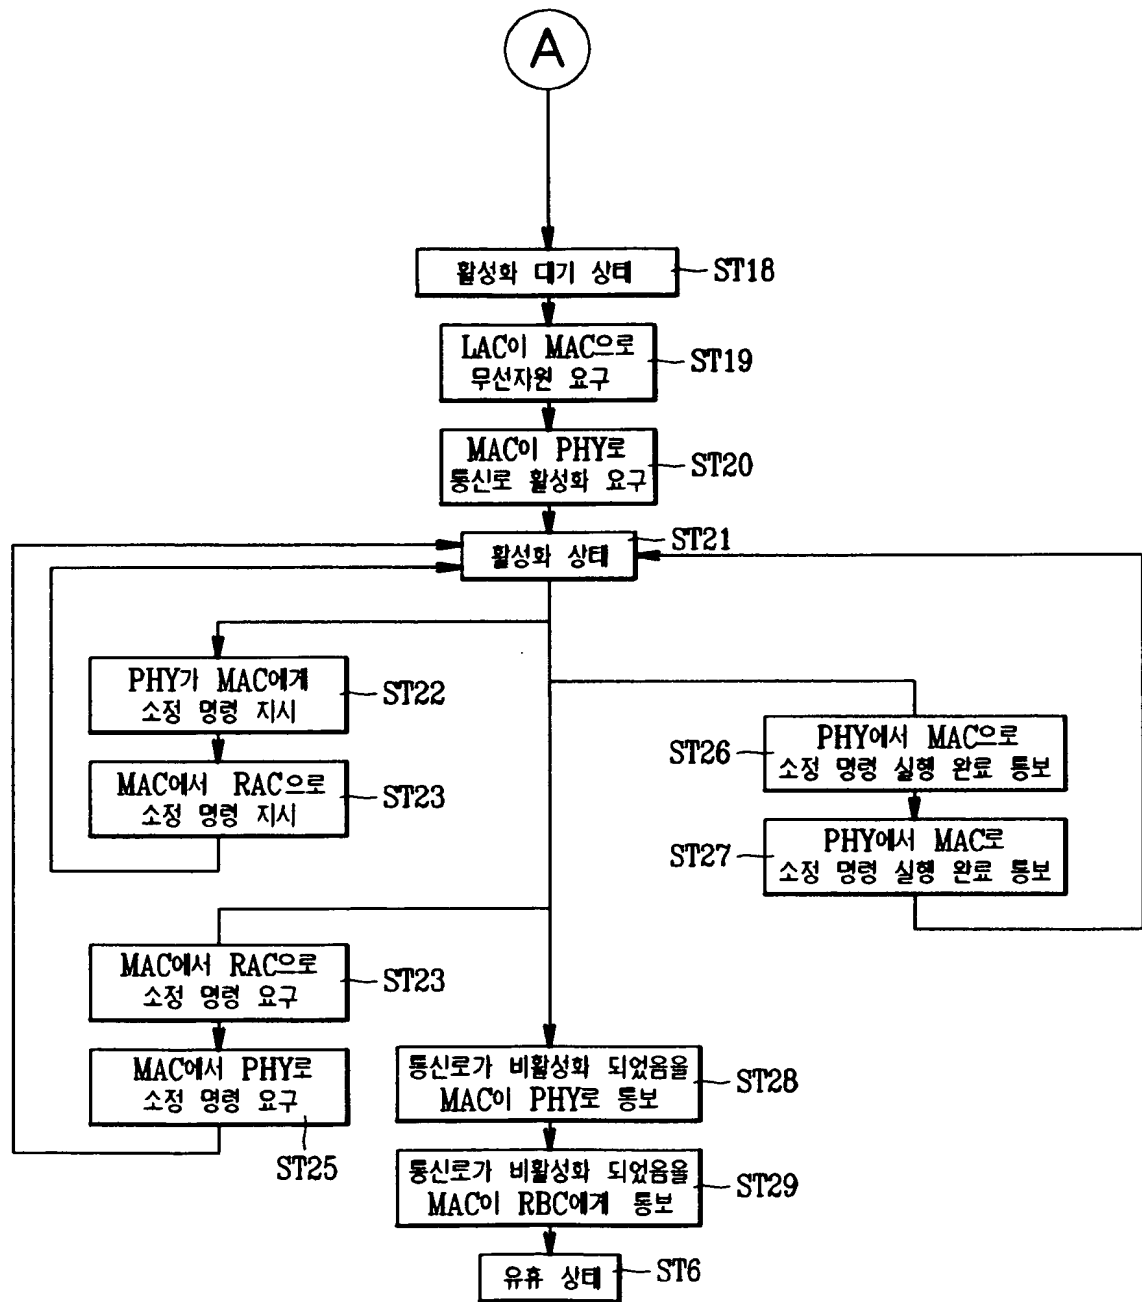 A
활성화 대기 상태
ST18
LAC이 MAC으로
무선자원 요구
ST19
MAC이 PHY로
통신로 활성화 요구
ST20
활성화 상태
ST21
PHY가 MAC에게
소정 명령 지시
ST22
MAC에서 RAC으로
소정 명령 지시
ST23
PHY에서 MAC으로
소정 명령 실행 완료 통보
ST26
PHY에서 MAC로
소정 명령 실행 완료 통보
ST27
MAC에서 RAC으로
소정 명령 요구
ST23
MAC에서 PHY로
소정 명령 요구
ST25
통신로가 비활성화 되었음을
MAC이 PHY로 통보
ST28
통신로가 비활성화 되었음을
MAC이 RBC에게 통보
ST29
유휴 상태
ST6